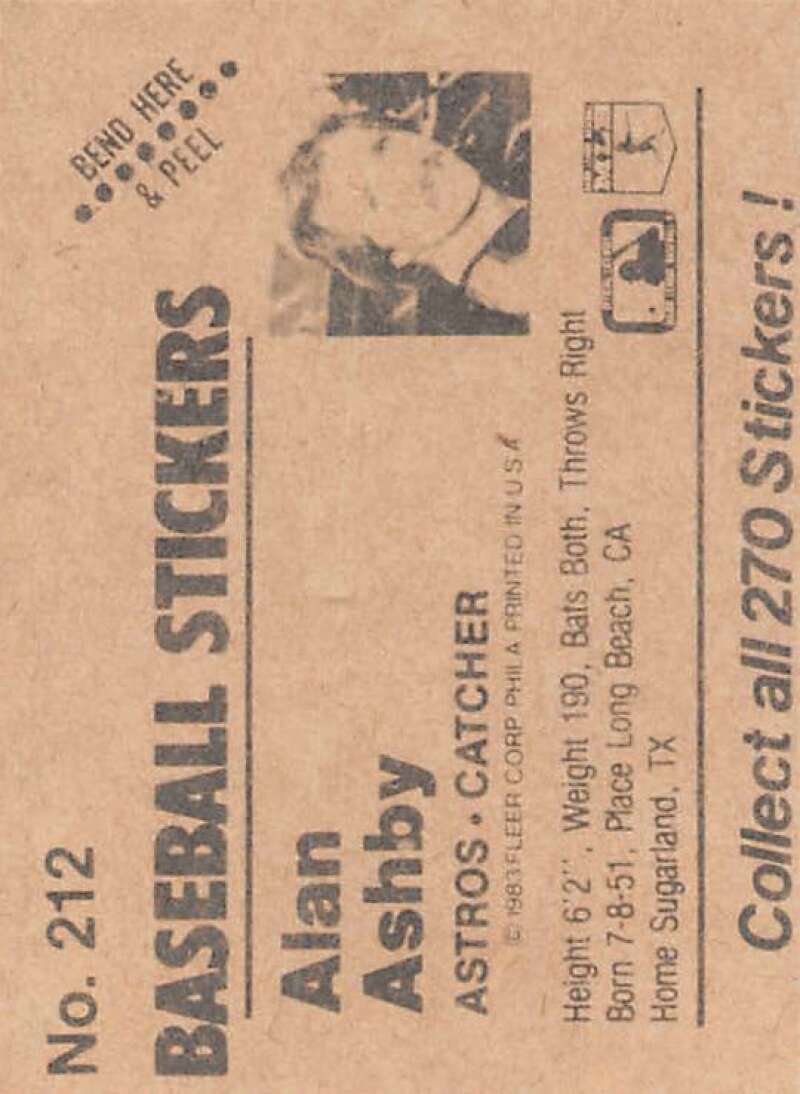 No. 212
BEND HERE
& PEEL
BASEBALL STICKERS
Alan
Ashby
ASTROS • CATCHER
© 1983 FLEER CORP PHILA PRINTED IN U S A
Height 6'2'', Weight 190, Bats Both, Throws Right
Born 7-8-51, Place Long Beach, CA
Home Sugarland, TX
Collect all 270 Stickers !